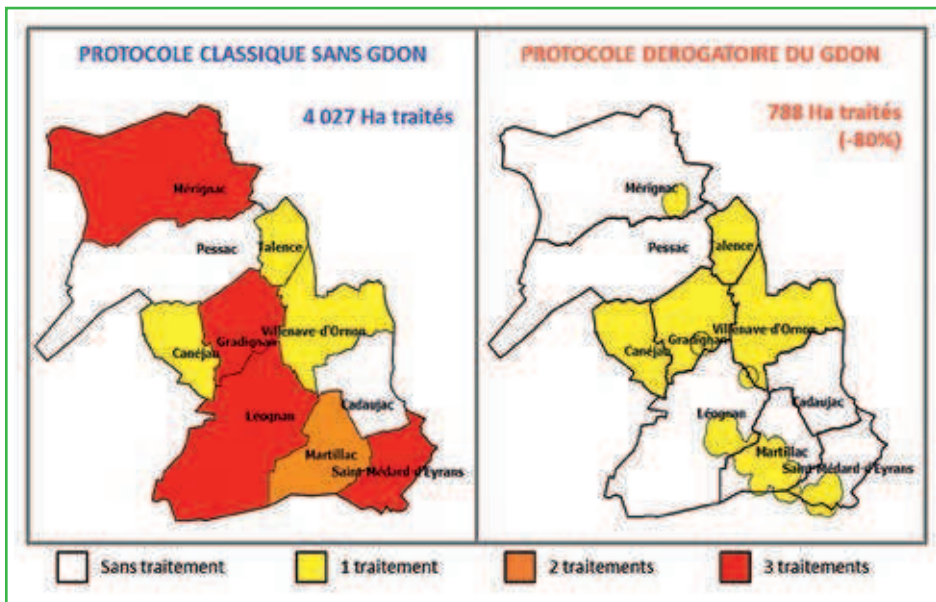 PROTOCOLE CLASSIQUE SANS GDON
4 027 Ha traités
Mérignac
Pessac
Talence
Villenave-d'Ornon
Gradignan
Canéjan
Cadaujac
Léognan
Martillac
Saint Médard d'Eyrans
PROTOCOLE DEROGATOIRE DU GDON
788 Ha traités
(-80%)
Mérignac
Pessac
Talence
Villenave-d'Ornon
Gradignan
Canéjan
Cadaujac
Léognan
Martillac
Saint Médard d'Eyrans
Sans traitement
1 traitement
2 traitements
3 traitements